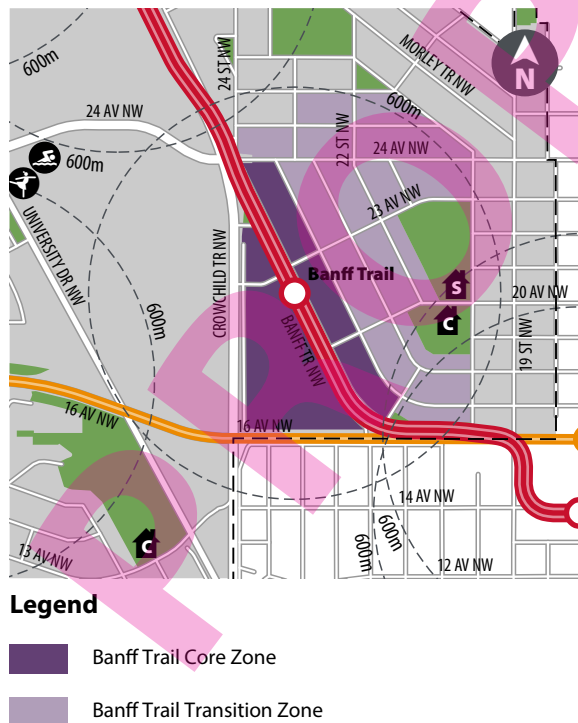 600m
24 ST NW
MORLEY TR NW
N
24 AV NW
600m
22 ST NW
24 AV NW
600m
23 AV NW
UNIVERSITY DR NW
CROWCHILD TR NW
Banff Trail
S
20 AV NW
C
600m
BANFF TR NW
19 ST NW
16 AV NW
16 AV NW
14 AV NW
C
13 AV NW
600m
600m
12 AV NW
Legend
Banff Trail Core Zone
Banff Trail Transition Zone